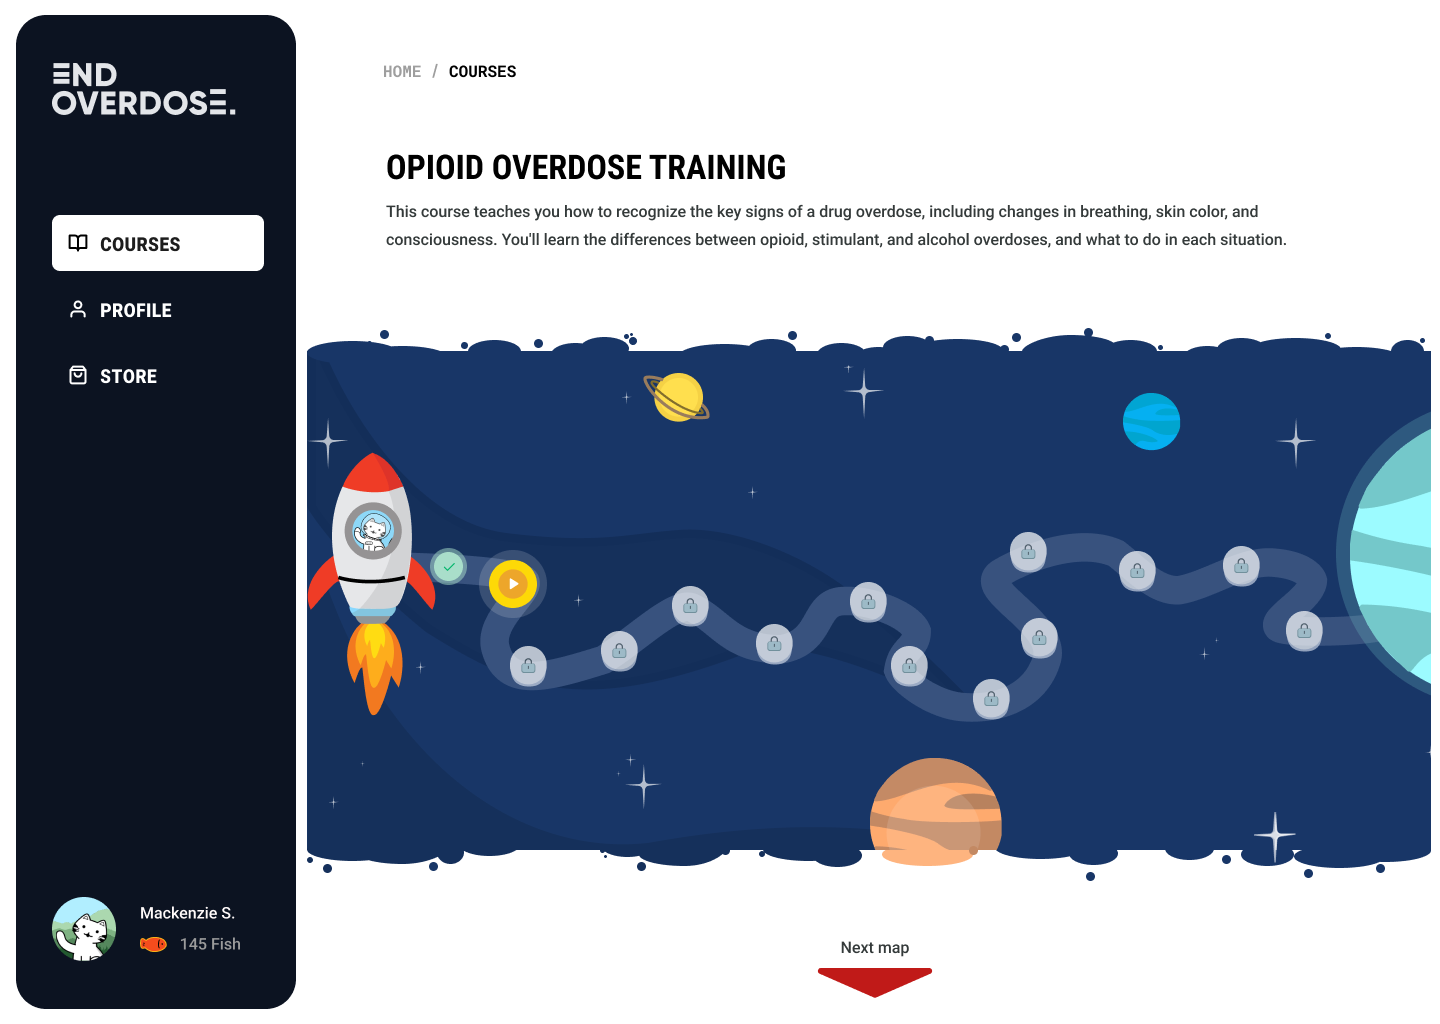 END
OVERDOSE.
COURSES
PROFILE
STORE
Mackenzie S.
145 Fish
HOME / COURSES
OPIOID OVERDOSE TRAINING
This course teaches you how to recognize the key signs of a drug overdose, including changes in breathing, skin color, and
consciousness. You'll learn the differences between opioid, stimulant, and alcohol overdoses, and what to do in each situation.
Next map